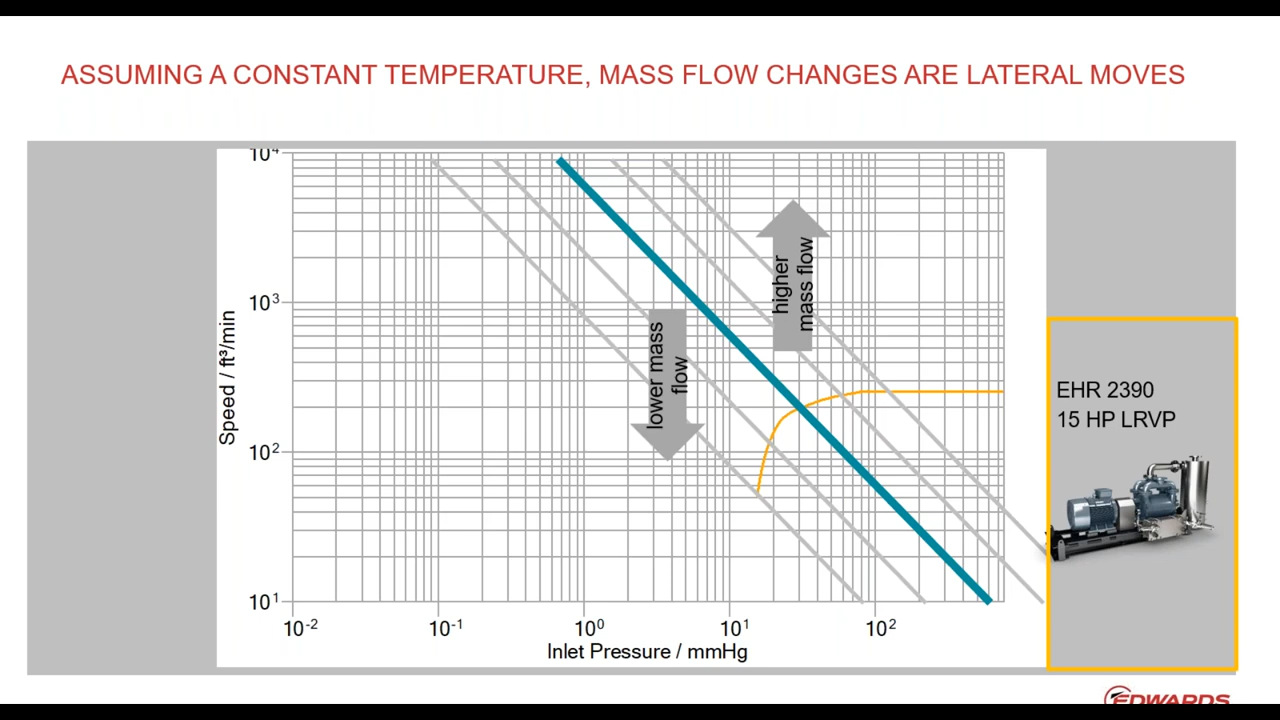 ASSUMING A CONSTANT TEMPERATURE, MASS FLOW CHANGES ARE LATERAL MOVES
10⁴
10³
10²
10¹
Speed / ft³/min
10⁻²
10⁻¹
10⁰
10¹
10²
Inlet Pressure / mmHg
lower mass
flow
higher
mass flow
EHR 2390
15 HP LRVP
EDWARDS